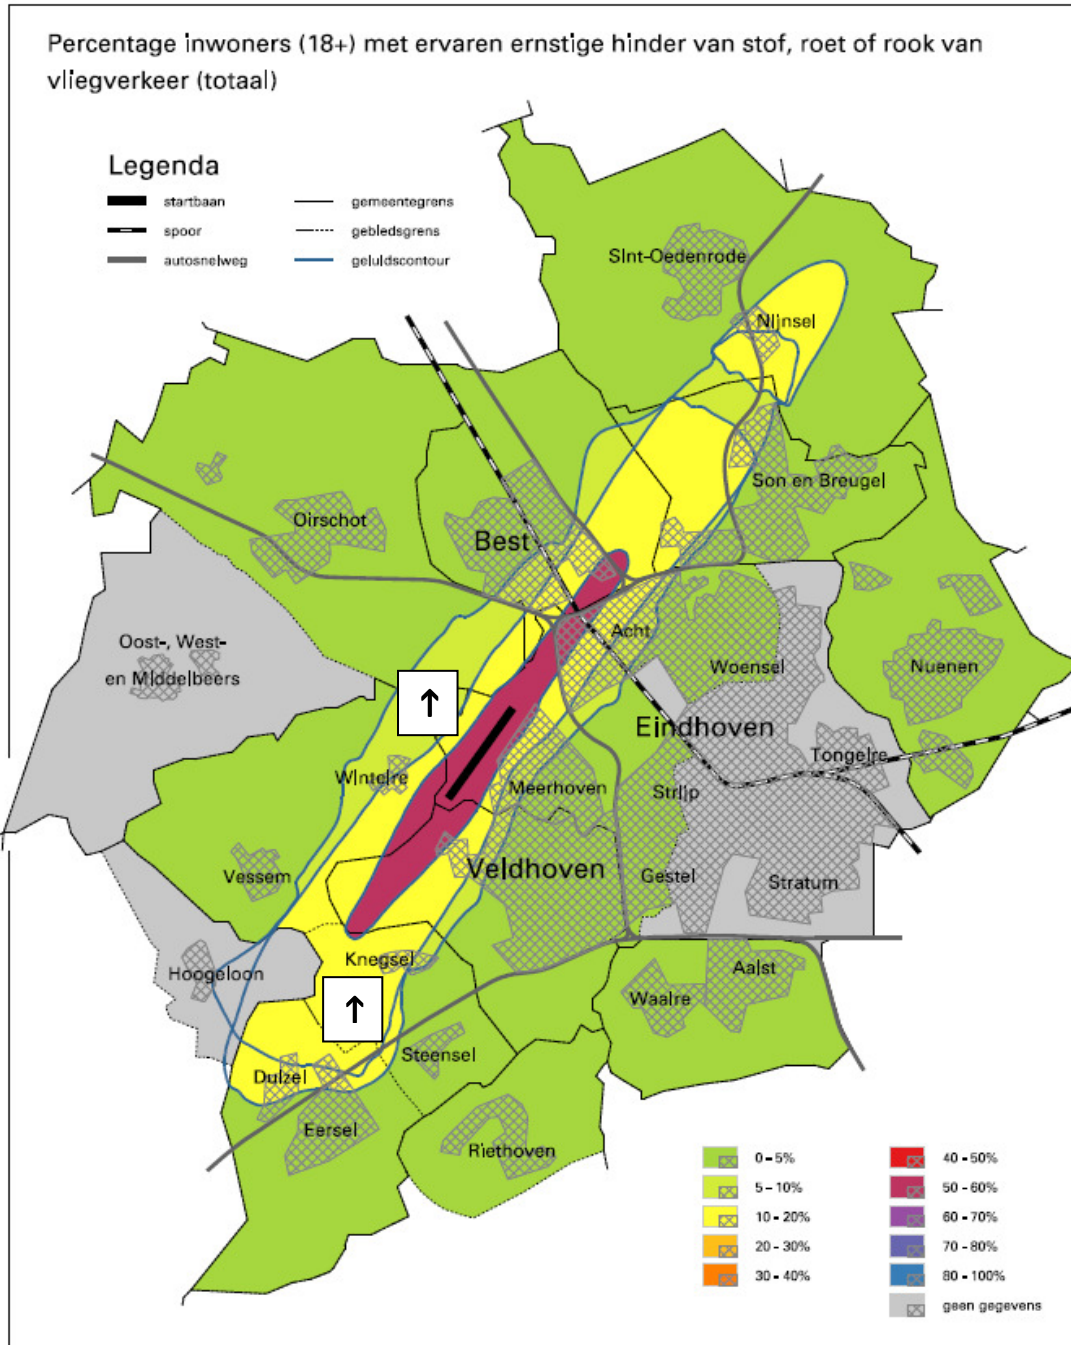 Percentage inwoners (18+) met ervaren ernstige hinder van stof, roet of rook van
vliegverkeer (totaal)
Legenda
startbaan
spoor
autosnelweg
gemeentegrens
gebiedsgrens
geluidscontour
Sint-Oedenrode
Nijnsel
Son en Breugel
Oirschot
Best
Acht
Oost-, West-
en Middelbeers
Woensel
Nuenen
Eindhoven
Tongelre
↑
Wintelre
Meerhoven
Strijp
Veldhoven
Vessem
Gestel
Stratum
Knegsel
Hoogeloon
Aalst
Waalre
↑
Steensel
Duizel
Eersel
Riethoven
0 - 5%
5 - 10%
10 - 20%
20 - 30%
30 - 40%
40 - 50%
50 - 60%
60 - 70%
70 - 80%
80 - 100%
geen gegevens